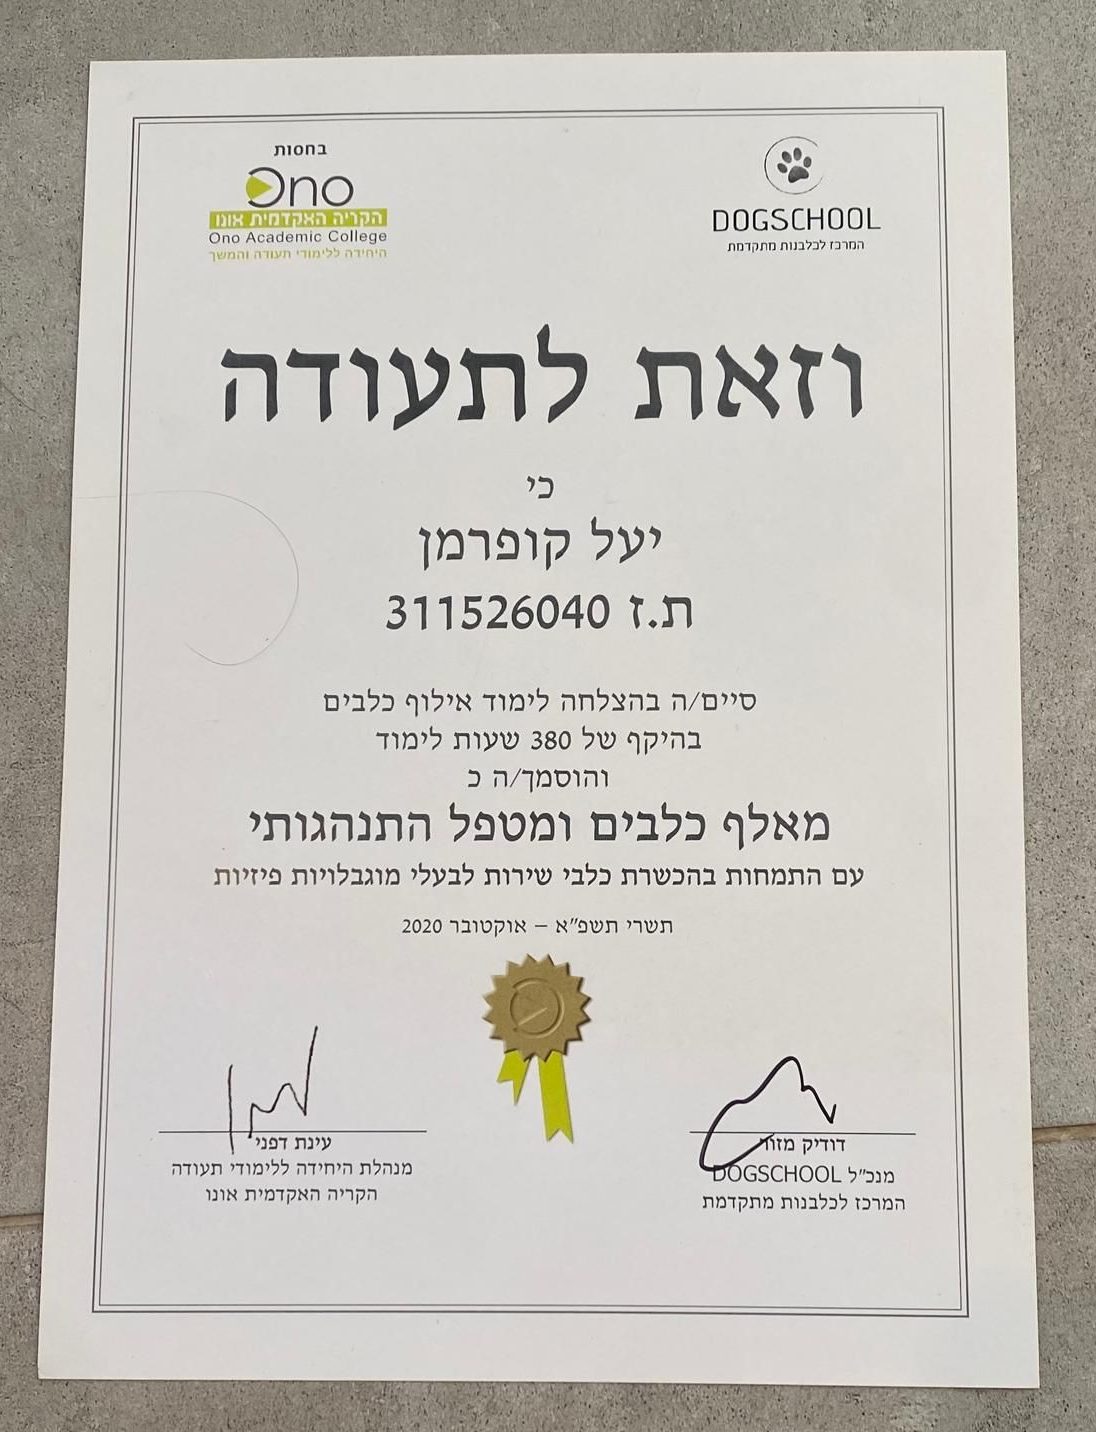 בחסות
Ono
הקריה האקדמית אונו
Ono Academic College
היחידה ללימודי תעודה והמשך
DOGSCHOOL
המרכז לכלבנות מתקדמת
וזאת לתעודה
כי
יעל קופרמן
ת.ז 311526040
סיים/ה בהצלחה לימוד אילוף כלבים
בהיקף של 380 שעות לימוד
והוסמך/ה כ
מאלף כלבים ומטפל התנהגותי
עם התמחות בהכשרת כלבי שירות לבעלי מוגבלויות פיזיות
תשרי תשפ"א – אוקטובר 2020
דודיק מזור
מנכ"ל DOGSCHOOL
המרכז לכלבנות מתקדמת
עינת דפני
מנהלת היחידה ללימודי תעודה
הקריה האקדמית אונו